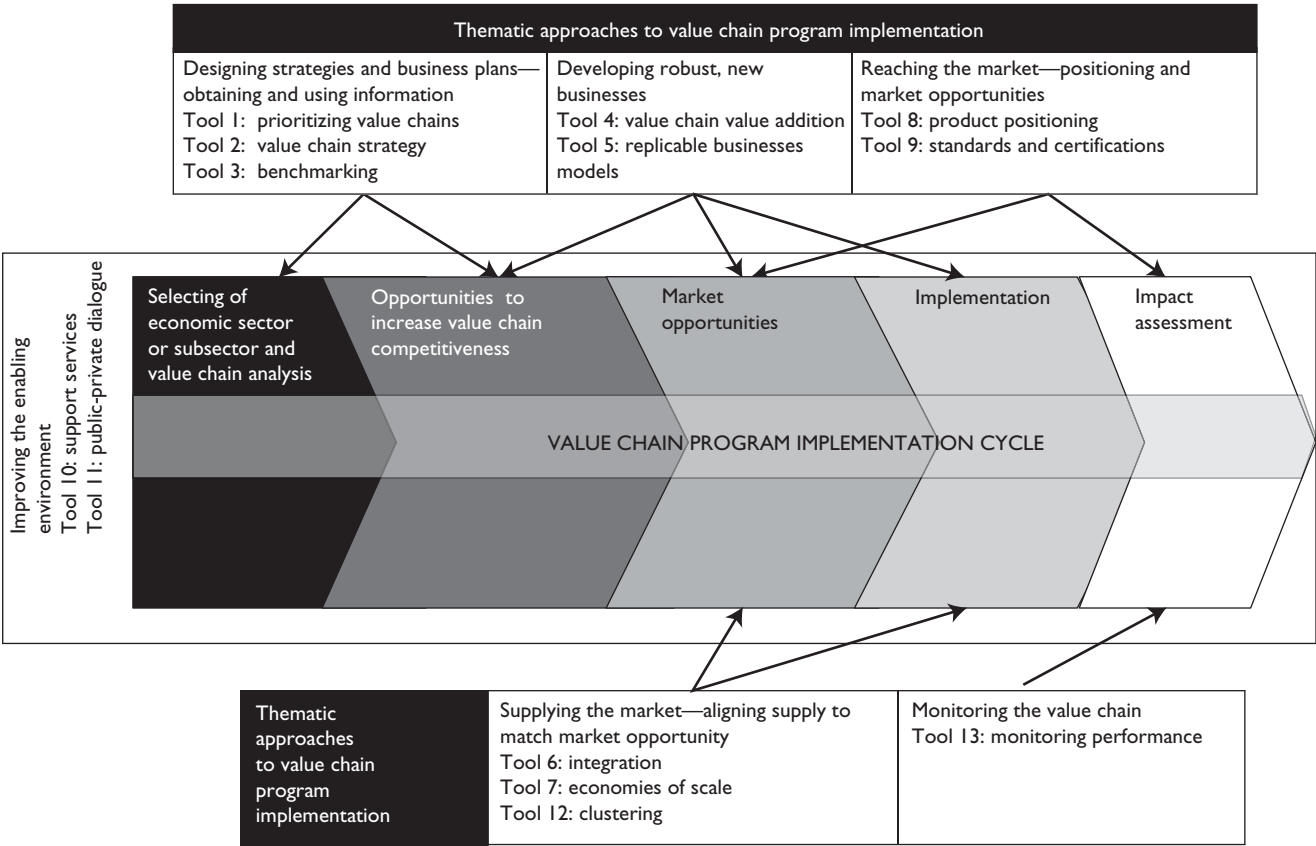 Thematic approaches to value chain program implementation
Designing strategies and business plans—
obtaining and using information
Tool 1: prioritizing value chains
Tool 2: value chain strategy
Tool 3: benchmarking
Developing robust, new
businesses
Tool 4: value chain value addition
Tool 5: replicable businesses
models
Reaching the market—positioning and
market opportunities
Tool 8: product positioning
Tool 9: standards and certifications
Improving the enabling
environment
Tool 10: support services
Tool 11: public-private dialogue
Selecting of
economic sector
or subsector and
value chain analysis
Opportunities to
increase value chain
competitiveness
Market
opportunities
Implementation
Impact
assessment
VALUE CHAIN PROGRAM IMPLEMENTATION CYCLE
Thematic
approaches
to value chain
program
implementation
Supplying the market—aligning supply to
match market opportunity
Tool 6: integration
Tool 7: economies of scale
Tool 12: clustering
Monitoring the value chain
Tool 13: monitoring performance